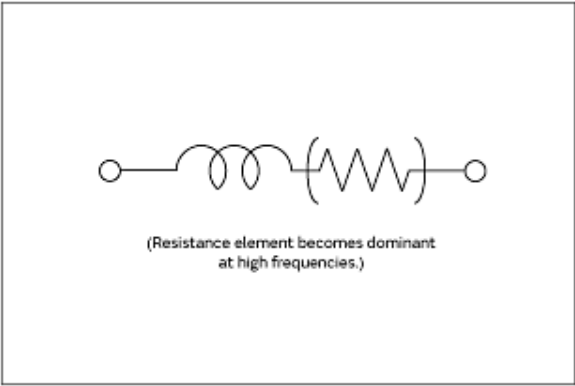 (Resistance element becomes dominant
at high frequencies.)